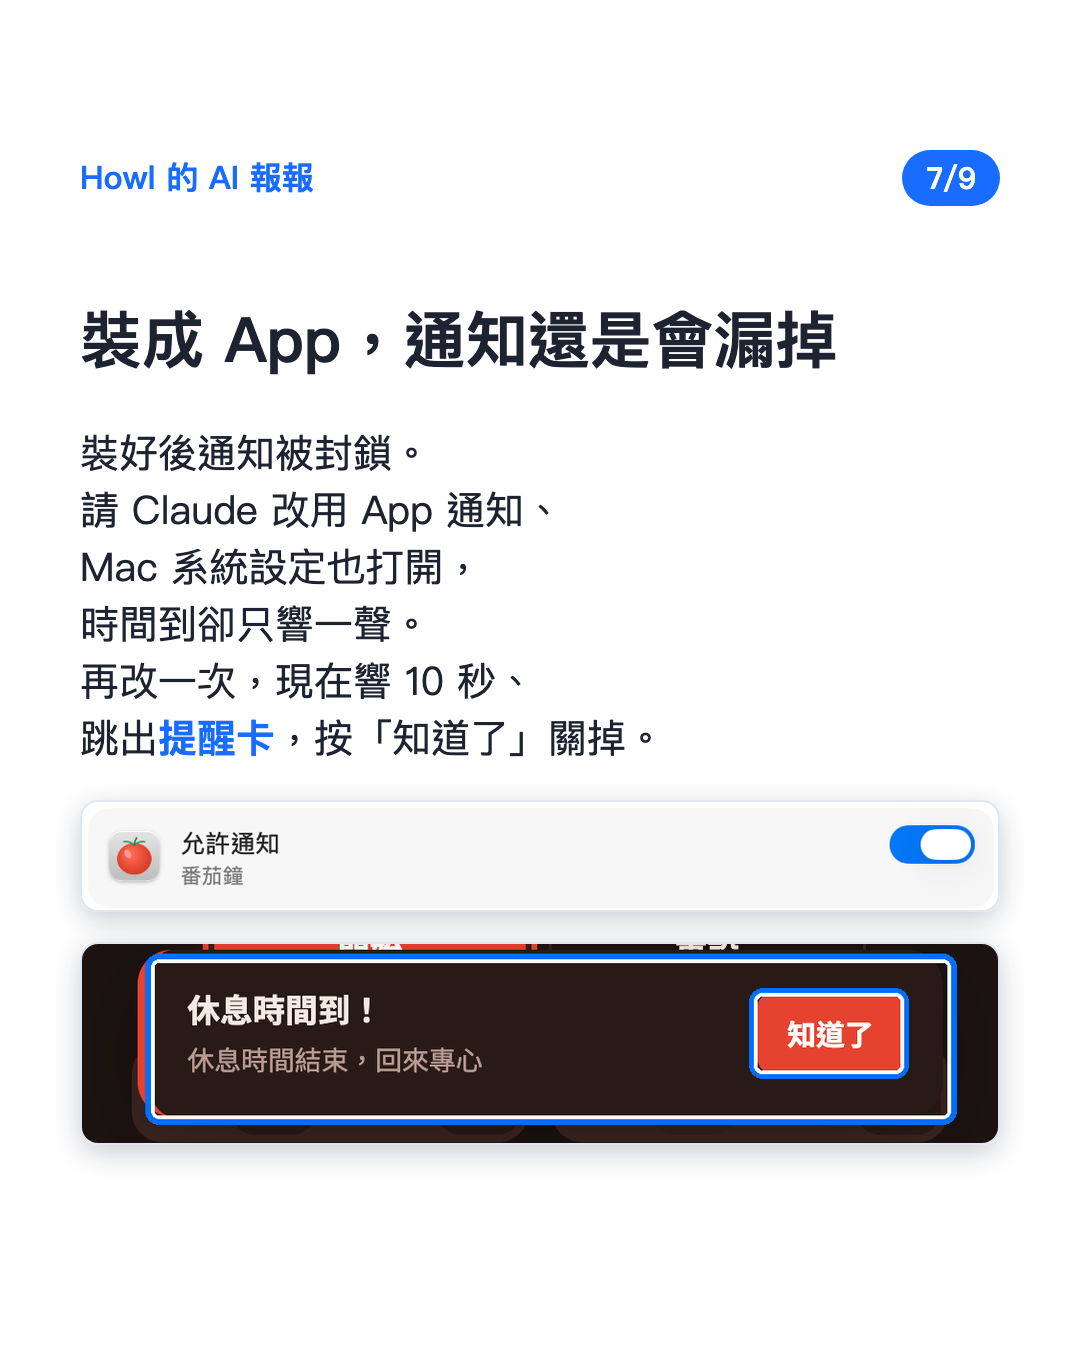 Howl 的 AI 報報
7/9
裝成 App，通知還是會漏掉
裝好後通知被封鎖。
請 Claude 改用 App 通知、
Mac 系統設定也打開，
時間到卻只響一聲。
再改一次，現在響 10 秒、
跳出提醒卡，按「知道了」關掉。
允許通知
番茄鐘
休息時間到！
知道了
休息時間結束，回來專心